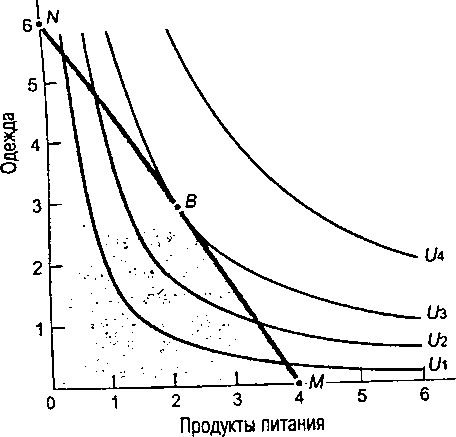 6 N
5
Одежда
4
3 B
2 U4
U3
1 U2
U1
M
0 1 2 3 4 5 6
Продукты питания